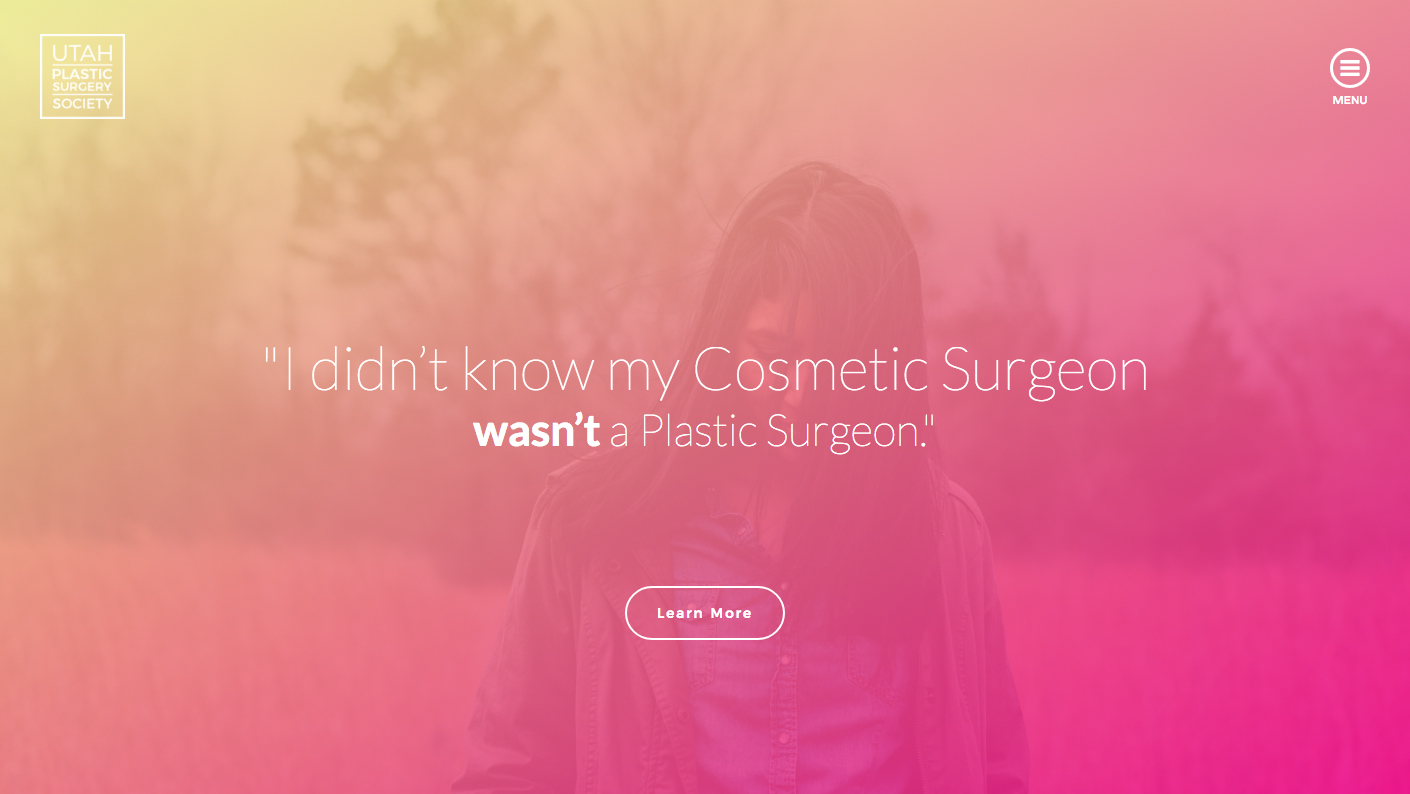 UTAH
PLASTIC
SURGERY
SOCIETY
MENU
"I didn’t know my Cosmetic Surgeon
wasn’t a Plastic Surgeon."
Learn More